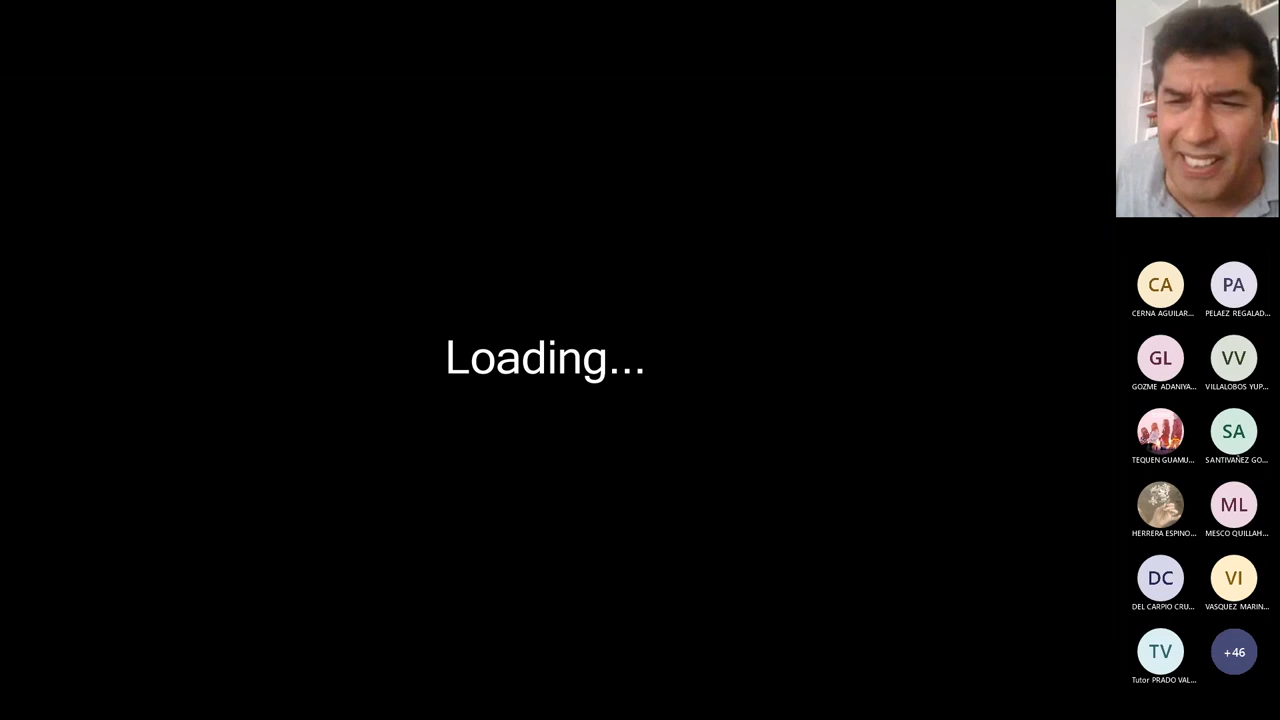 Loading...
CA PA
CERNA AGUILAR... PELAEZ REGALAD...
GL VV
GOZME ADANIYA... VILLALOBOS YUP...
SA
TEQUEN GUAMU... SANTIVAÑEZ GO...
ML
HERRERA ESPINO... MESCO QUILLAH...
DC VI
DEL CARPIO CRU... VASQUEZ MARIN...
TV +46
Tutor PRADO VAL...